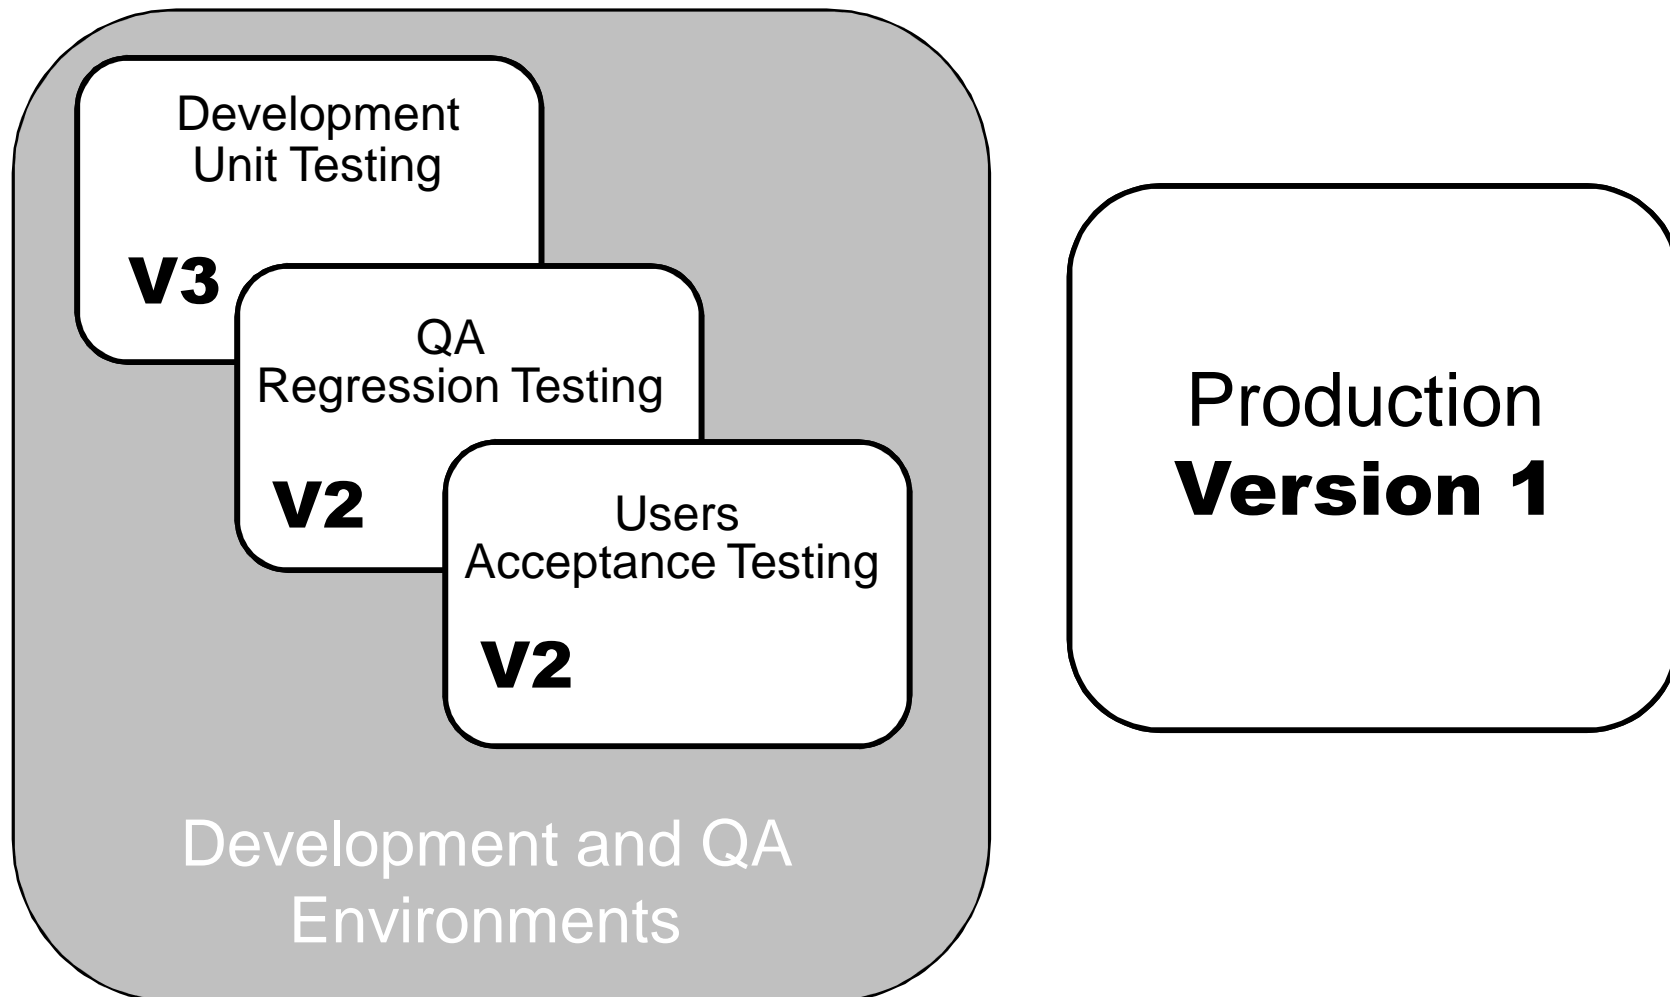 Development
Unit Testing
V3
QA
Regression Testing
V2
Users
Acceptance Testing
V2
Development and QA
Environments
Production
Version 1